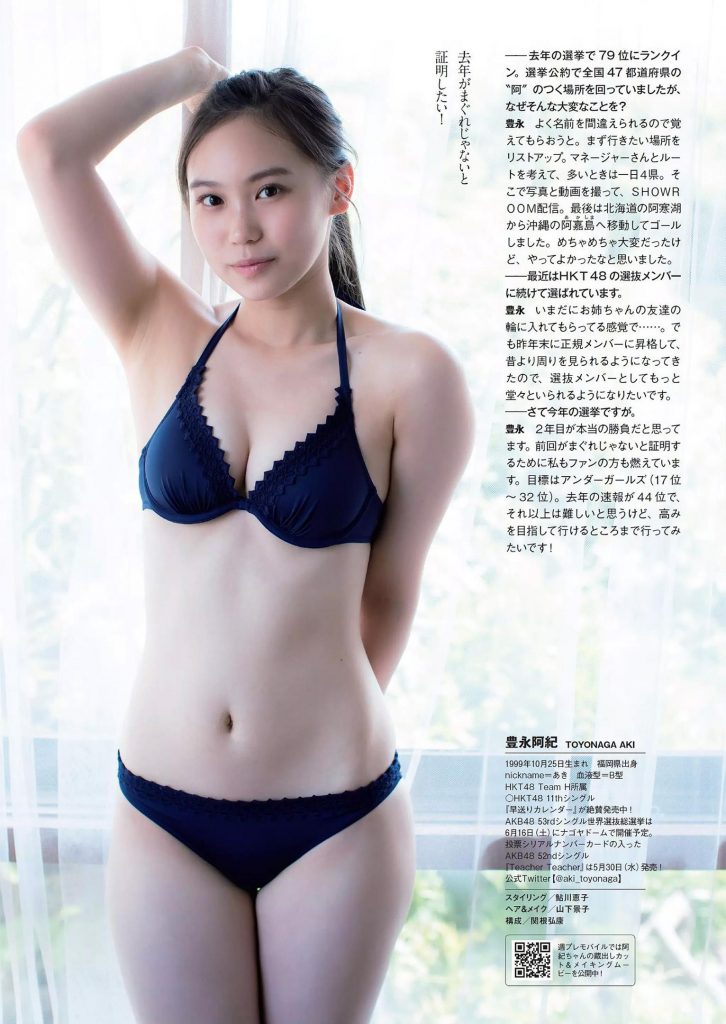 去年がまぐれじゃないと
証明したい!
――去年の選挙で79位にランクイ
ン。選挙公約で全国47都道府県の
“阿”のつく場所を回っていましたが、
なぜそんな大変なことを?
豊永 よく名前を間違えられるので覚
えてもらおうと。まず行きたい場所を
リストアップ。マネージャーさんとルー
トを考えて、多いときは一日4県。そ
こで写真と動画を撮って、SHOWR
OOM配信。最後は北海道の阿寒湖
から沖縄の阿嘉島へ移動してゴール
しました。めちゃめちゃ大変だったけ
ど、やってよかったなと思いました。
――最近はHKT48の選抜メンバー
に続けて選ばれています。
豊永 いまだにお姉ちゃんの友達の
輪に入れてもらってる感覚で……。で
も昨年末に正規メンバーに昇格して、
昔より周りを見られるようになってき
たので、選抜メンバーとしてもっと
堂々といられるようになりたいです。
――さて今年の選挙ですが。
豊永 2年目が本当の勝負だと思って
ます。前回がまぐれじゃないと証明す
るために私もファンの方も燃えていま
す。目標はアンダーガールズ(17位
~32位)。去年の速報が44位で、
それ以上は難しいと思うけど、高み
を目指して行けるところまで行ってみ
たいです!
豊永阿紀 TOYONAGA AKI
1999年10月25日生まれ 福岡県出身
nickname=あき 血液型=B型
HKT48 Team H所属
○HKT48 11thシングル
『早送りカレンダー』が絶賛発売中!
AKB48 53rdシングル世界選抜総選挙は
6月16日(土)にナゴヤドームで開催予定。
投票シリアルナンバーカードの入った
AKB48 52ndシングル
『Teacher Teacher』は5月30日(水)発売!
公式Twitter【@aki_toyonaga】
スタイリング/鮎川恵子
ヘア&メイク/山下景子
構成/関根弘康
週プレモバイルでは阿
紀ちゃんの蔵出しカッ
ト&メイキングムー
ビーを公開中!